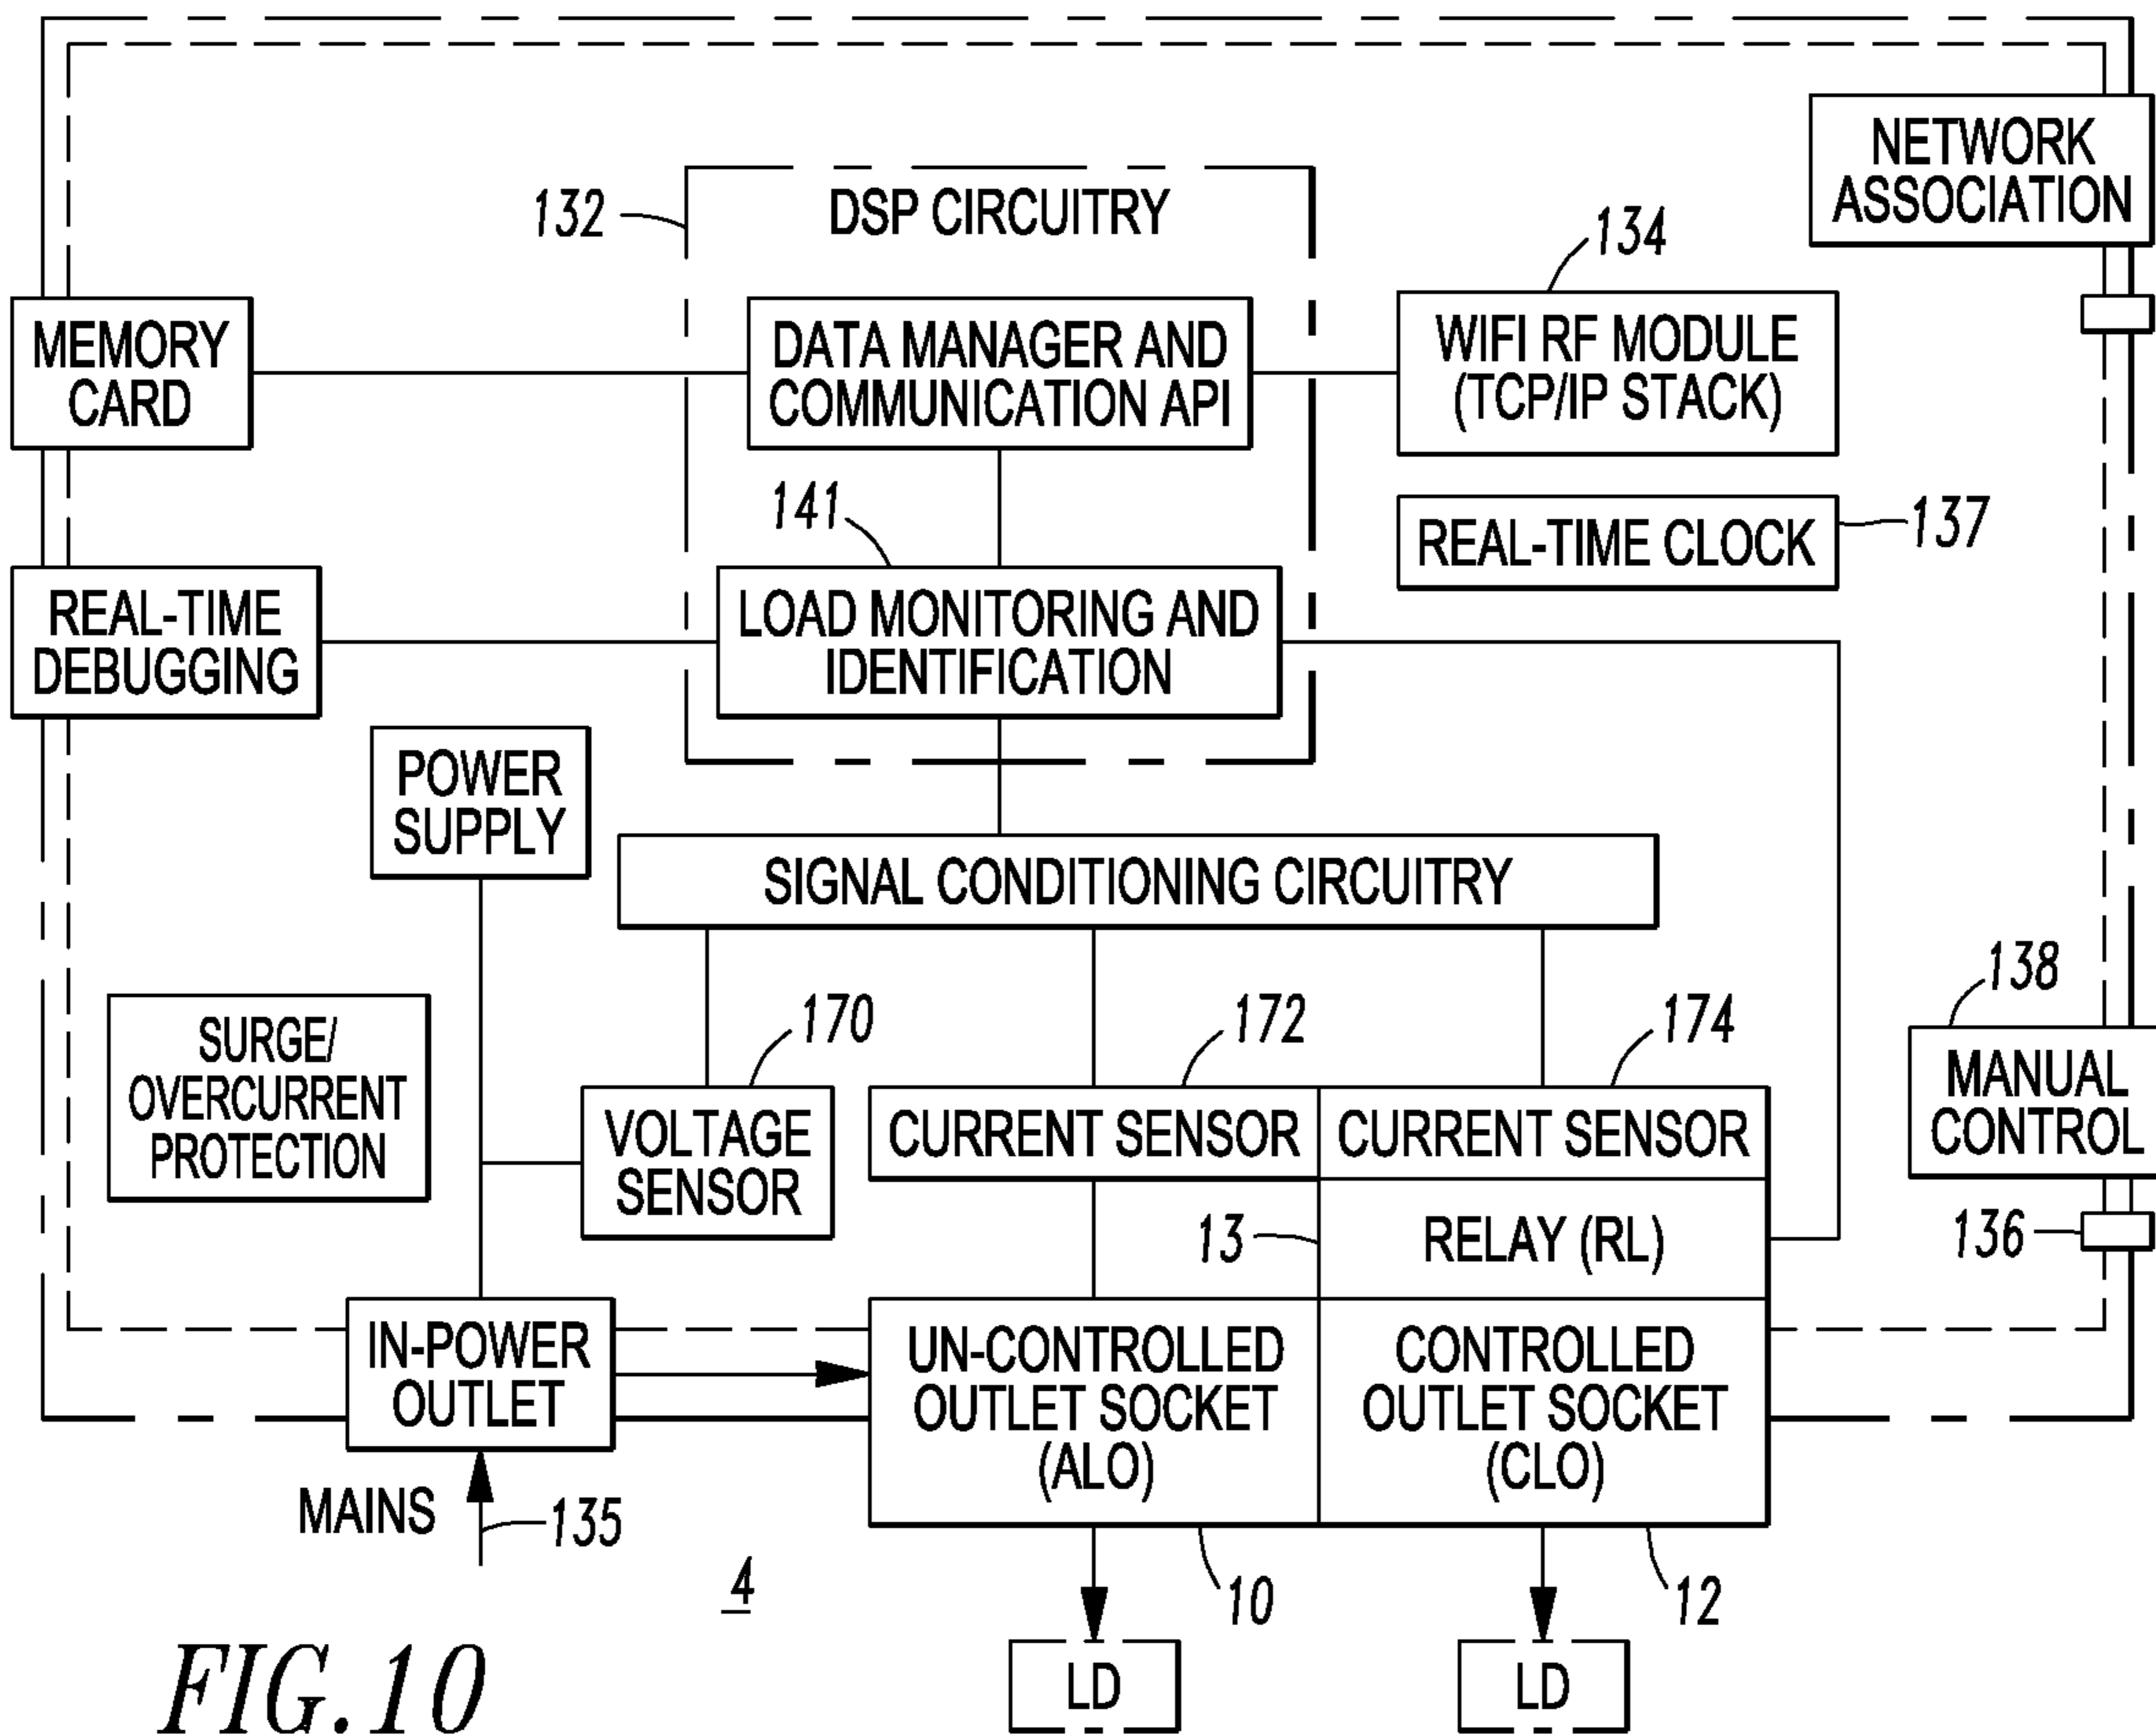 NETWORK
ASSOCIATION
132
DSP CIRCUITRY
134
MEMORY
CARD
DATA MANAGER AND
COMMUNICATION API
WIFI RF MODULE
(TCP/IP STACK)
141
REAL-TIME CLOCK
137
REAL-TIME
DEBUGGING
LOAD MONITORING AND
IDENTIFICATION
POWER
SUPPLY
SIGNAL CONDITIONING CIRCUITRY
138
SURGE/
OVERCURRENT
PROTECTION
170
172
174
MANUAL
CONTROL
VOLTAGE
SENSOR
CURRENT SENSOR
CURRENT SENSOR
13
RELAY (RL)
136
IN-POWER
OUTLET
UN-CONTROLLED
OUTLET SOCKET
(ALO)
CONTROLLED
OUTLET SOCKET
(CLO)
MAINS
135
4
10
12
LD
LD
FIG.10